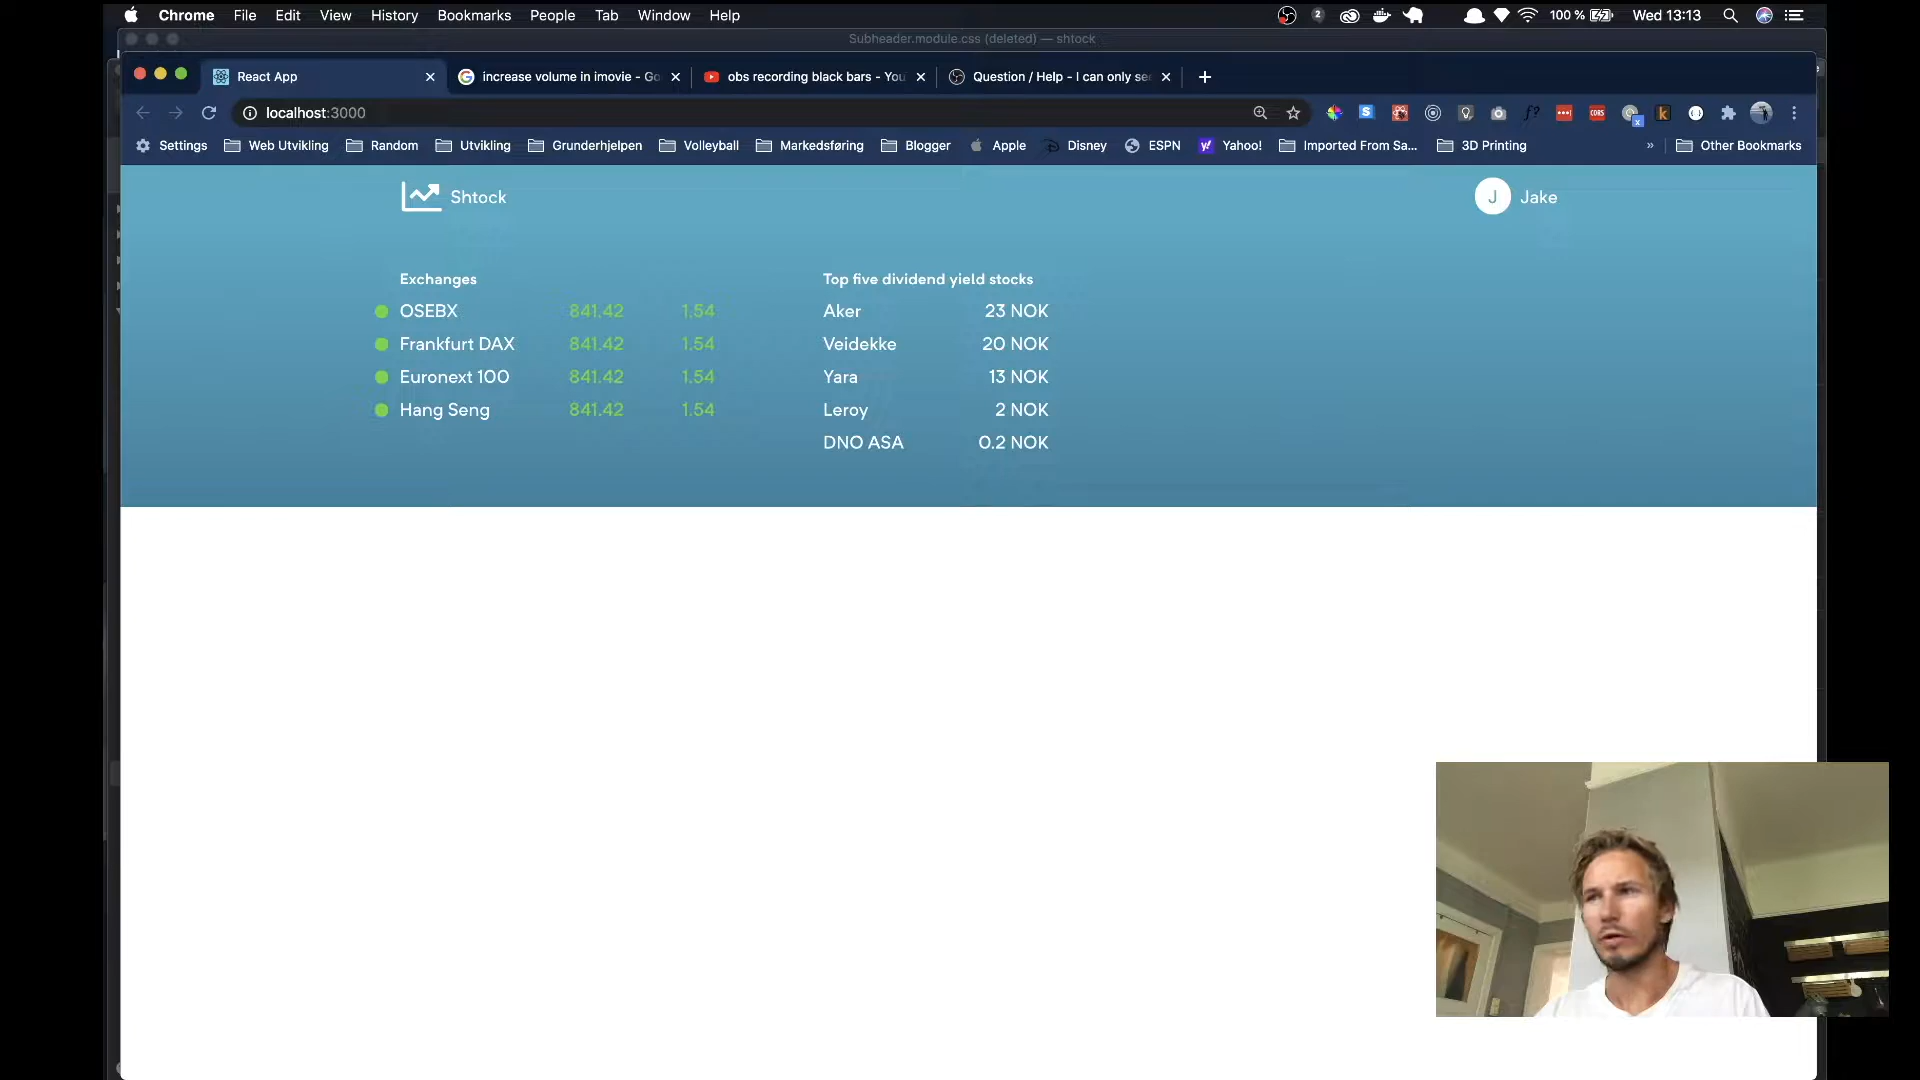 Chrome File Edit View History Bookmarks People Tab Window Help 2 100 % Wed 13:13
Subheader.module.css (deleted) — shtock
React App increase volume in imovie - Go obs recording black bars - You Question / Help - I can only se
localhost:3000
Settings Web Utvikling Random Utvikling Grunderhjelpen Volleyball Markedsføring Blogger Apple Disney ESPN Yahoo! Imported From Sa... 3D Printing » Other Bookmarks
Shtock J Jake
Exchanges Top five dividend yield stocks
OSEBX 841.42 1.54 Aker 23 NOK
Frankfurt DAX 841.42 1.54 Veidekke 20 NOK
Euronext 100 841.42 1.54 Yara 13 NOK
Hang Seng 841.42 1.54 Leroy 2 NOK
DNO ASA 0.2 NOK